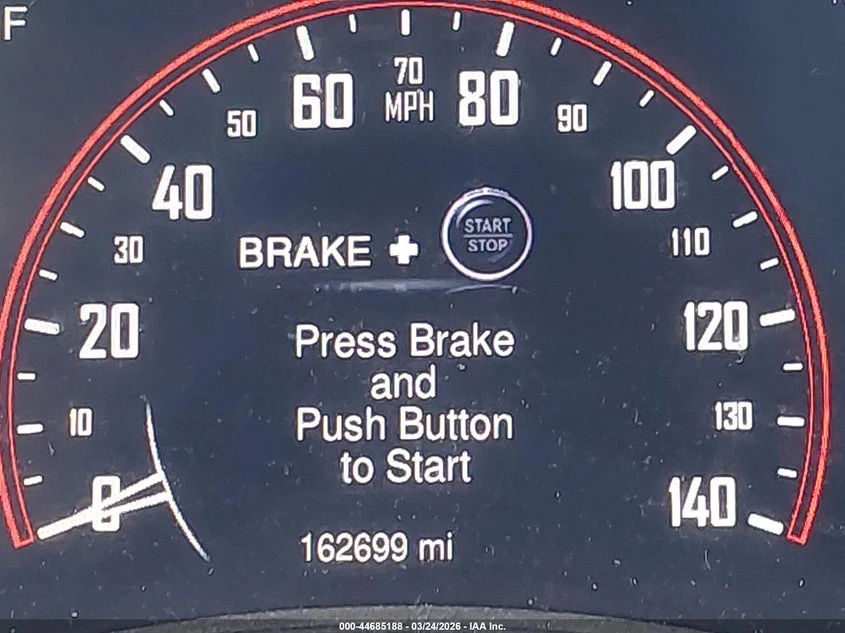 F
70
60 MPH 80
50 90
40 100
START
STOP
BRAKE +
30 110
20 120
Press Brake
and
Push Button
to Start
10 130
0 140
162699 mi
000-44685188 - 03/24/2026 - IAA Inc.